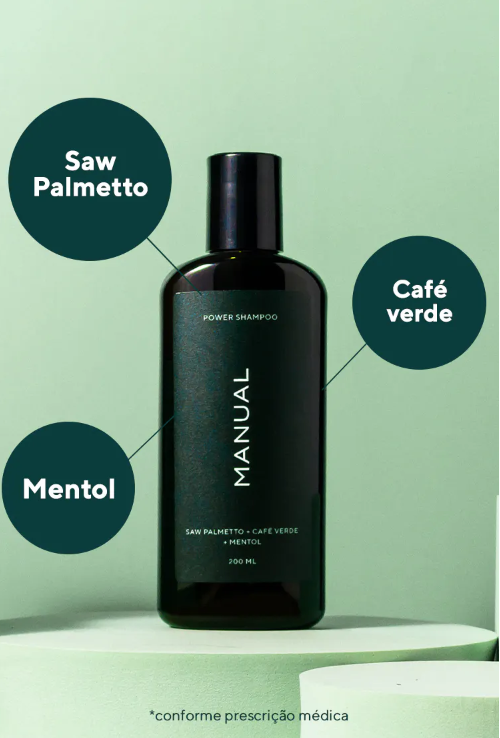 Saw
Palmetto
Café
verde
Mentol
POWER SHAMPOO
MANUAL
SAW PALMETTO + CAFÉ VERDE
+ MENTOL
200 ML
*conforme prescrição médica